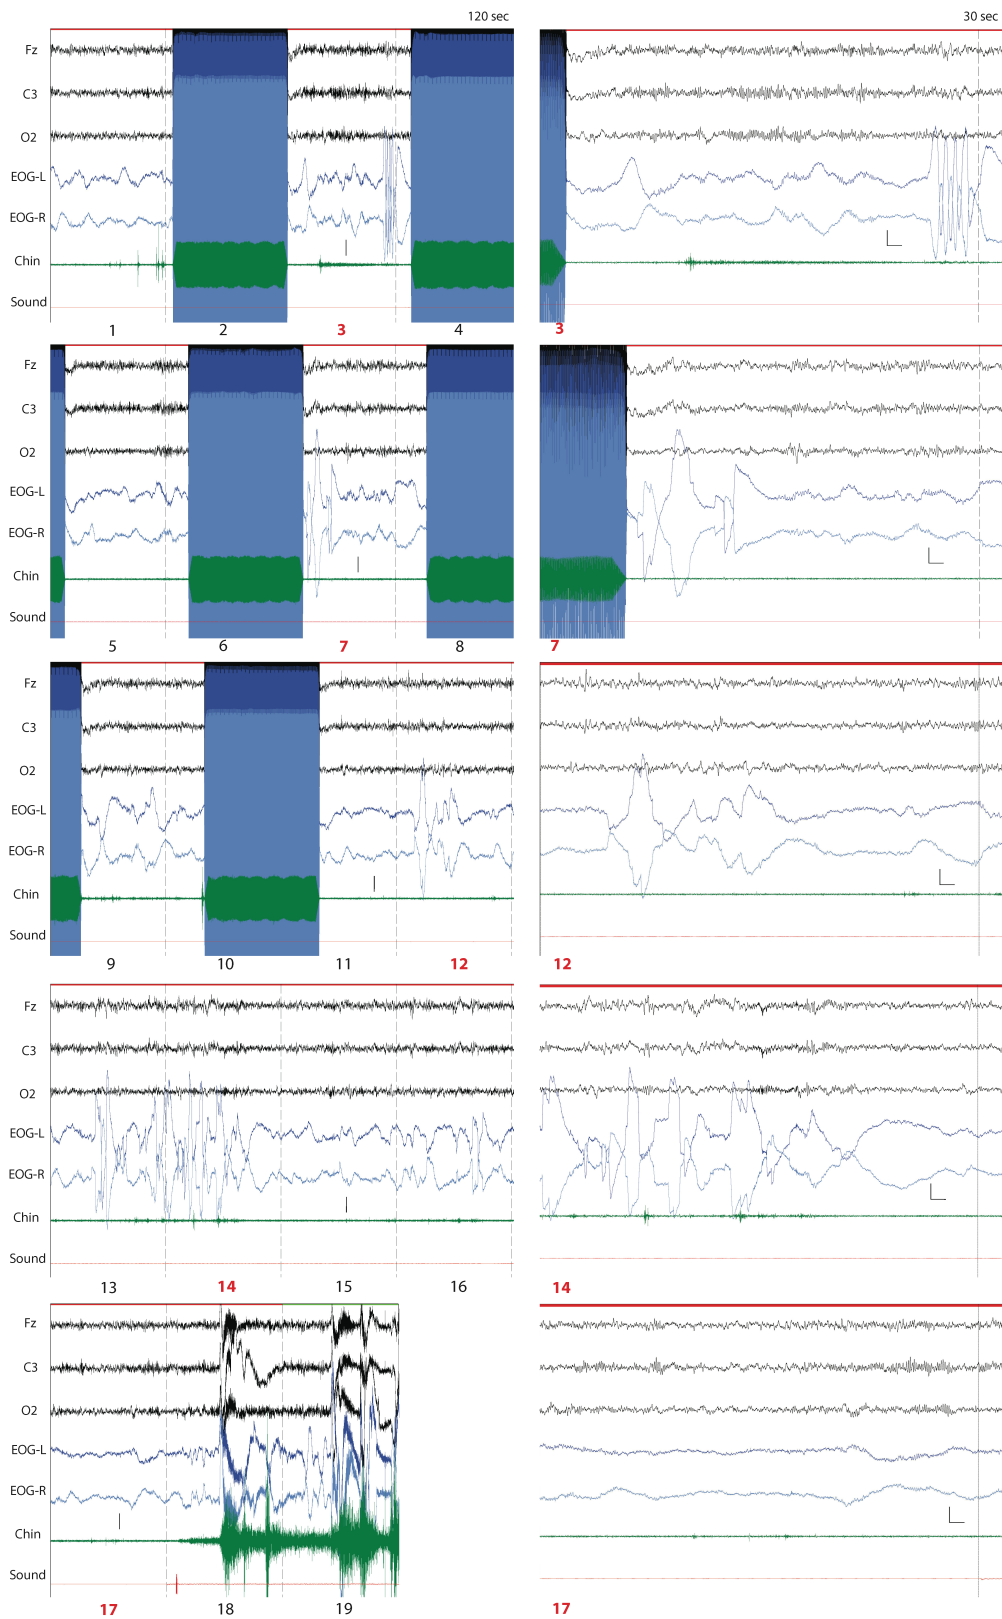 120 sec 30 sec
Fz
C3
O2
EOG-L
EOG-R
Chin
Sound
1 2 3 4 3
Fz
C3
O2
EOG-L
EOG-R
Chin
Sound
5 6 7 8 7
Fz
C3
O2
EOG-L
EOG-R
Chin
Sound
9 10 11 12 12
Fz
C3
O2
EOG-L
EOG-R
Chin
Sound
13 14 15 16 14
Fz
C3
O2
EOG-L
EOG-R
Chin
Sound
17 18 19 17